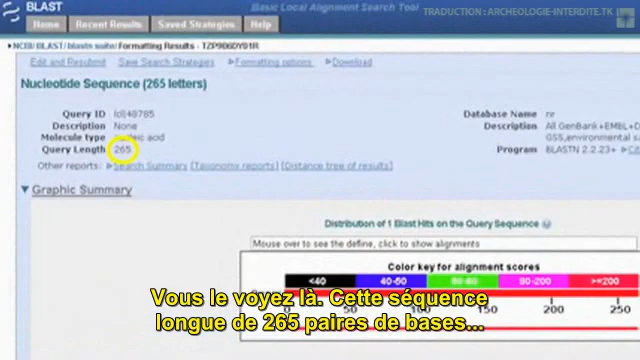 BLAST
Basic Local Alignment Search Tool
TRADUCTION : ARCHEOLOGIE-INTERDITE.TK
Home Recent Results Saved Strategies Help
NCBI/ BLAST/ blastn suite/ Formatting Results - TZP986DY01R
Edit and Resubmit Save Search Strategies Formatting options Download
Nucleotide Sequence (265 letters)
Query ID lcl|48785
Description None
Molecule type nucleic acid
Query Length 265
Database Name nr
Description All GenBank+EMBL+D
GSS,environmental sa
Program BLASTN 2.2.23+ Cit
Other reports: Search Summary [Taxonomy reports] [Distance tree of results]
Graphic Summary
Distribution of 1 Blast Hits on the Query Sequence
Mouse over to see the define, click to show alignments
Color key for alignment scores
<40 40-50 50-80 80-200 >=200
50 100 150 200 250
Vous le voyez là. Cette séquence
longue de 265 paires de bases...